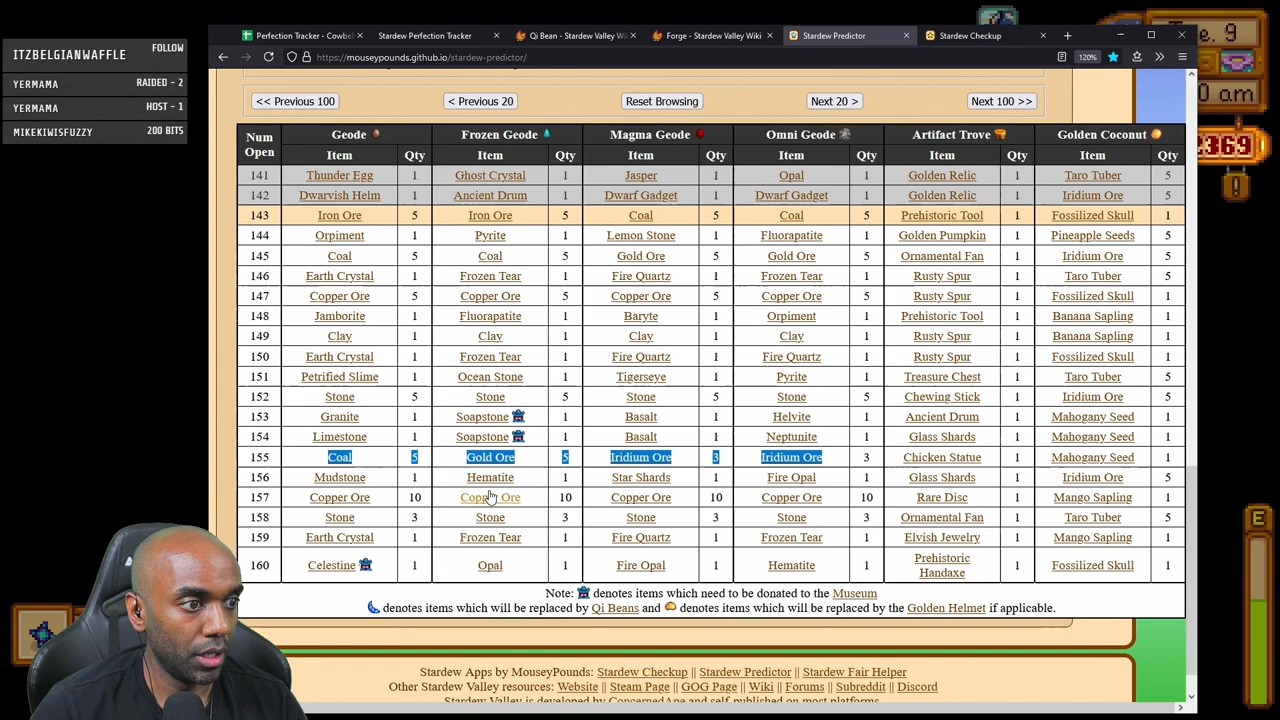 ITZBELGIANWAFFLE FOLLOW
YERMAMA RAIDED - 2
YERMAMA HOST - 1
MIKEKIWISFUZZY 200 BITS
Perfection Tracker - Cowbel
Stardew Perfection Tracker
Qi Bean - Stardew Valley Wi
Forge - Stardew Valley Wiki
Stardew Predictor
Stardew Checkup
https://mouseypounds.github.io/stardew-predictor/
120%
e. 9
0 am
2369
<< Previous 100 < Previous 20 Reset Browsing Next 20 > Next 100 >>
Num Open Geode Frozen Geode Magma Geode Omni Geode Artifact Trove Golden Coconut
Item Qty Item Qty Item Qty Item Qty Item Qty Item Qty
141 Thunder Egg 1 Ghost Crystal 1 Jasper 1 Opal 1 Golden Relic 1 Taro Tuber 5
142 Dwarvish Helm 1 Ancient Drum 1 Dwarf Gadget 1 Dwarf Gadget 1 Golden Relic 1 Iridium Ore 5
143 Iron Ore 5 Iron Ore 5 Coal 5 Coal 5 Prehistoric Tool 1 Fossilized Skull 1
144 Orpiment 1 Pyrite 1 Lemon Stone 1 Fluorapatite 1 Golden Pumpkin 1 Pineapple Seeds 5
145 Coal 5 Coal 5 Gold Ore 5 Gold Ore 5 Ornamental Fan 1 Iridium Ore 5
146 Earth Crystal 1 Frozen Tear 1 Fire Quartz 1 Frozen Tear 1 Rusty Spur 1 Taro Tuber 5
147 Copper Ore 5 Copper Ore 5 Copper Ore 5 Copper Ore 5 Rusty Spur 1 Fossilized Skull 1
148 Jamborite 1 Fluorapatite 1 Baryte 1 Orpiment 1 Prehistoric Tool 1 Banana Sapling 1
149 Clay 1 Clay 1 Clay 1 Clay 1 Rusty Spur 1 Banana Sapling 1
150 Earth Crystal 1 Frozen Tear 1 Fire Quartz 1 Fire Quartz 1 Rusty Spur 1 Fossilized Skull 1
151 Petrified Slime 1 Ocean Stone 1 Tigerseye 1 Pyrite 1 Treasure Chest 1 Taro Tuber 5
152 Stone 5 Stone 5 Stone 5 Stone 5 Chewing Stick 1 Iridium Ore 5
153 Granite 1 Soapstone 1 Basalt 1 Helvite 1 Ancient Drum 1 Mahogany Seed 1
154 Limestone 1 Soapstone 1 Basalt 1 Neptunite 1 Glass Shards 1 Mahogany Seed 1
155 Coal 5 Gold Ore 5 Iridium Ore 3 Iridium Ore 3 Chicken Statue 1 Mahogany Seed 1
156 Mudstone 1 Hematite 1 Star Shards 1 Fire Opal 1 Glass Shards 1 Iridium Ore 5
157 Copper Ore 10 Copper Ore 10 Copper Ore 10 Copper Ore 10 Rare Disc 1 Mango Sapling 1
158 Stone 3 Stone 3 Stone 3 Stone 3 Ornamental Fan 1 Taro Tuber 5
159 Earth Crystal 1 Frozen Tear 1 Fire Quartz 1 Frozen Tear 1 Elvish Jewelry 1 Mango Sapling 1
160 Celestine 1 Opal 1 Fire Opal 1 Hematite 1 Prehistoric Handaxe 1 Fossilized Skull 1
Note: denotes items which need to be donated to the Museum
denotes items which will be replaced by Qi Beans and denotes items which will be replaced by the Golden Helmet if applicable.
Stardew Apps by MouseyPounds: Stardew Checkup || Stardew Predictor || Stardew Fair Helper
Other Stardew Valley resources: Website || Steam Page || GOG Page || Wiki || Forums || Subreddit || Discord
Stardew Valley is developed by ConcernedApe and self-published on most platforms.
E